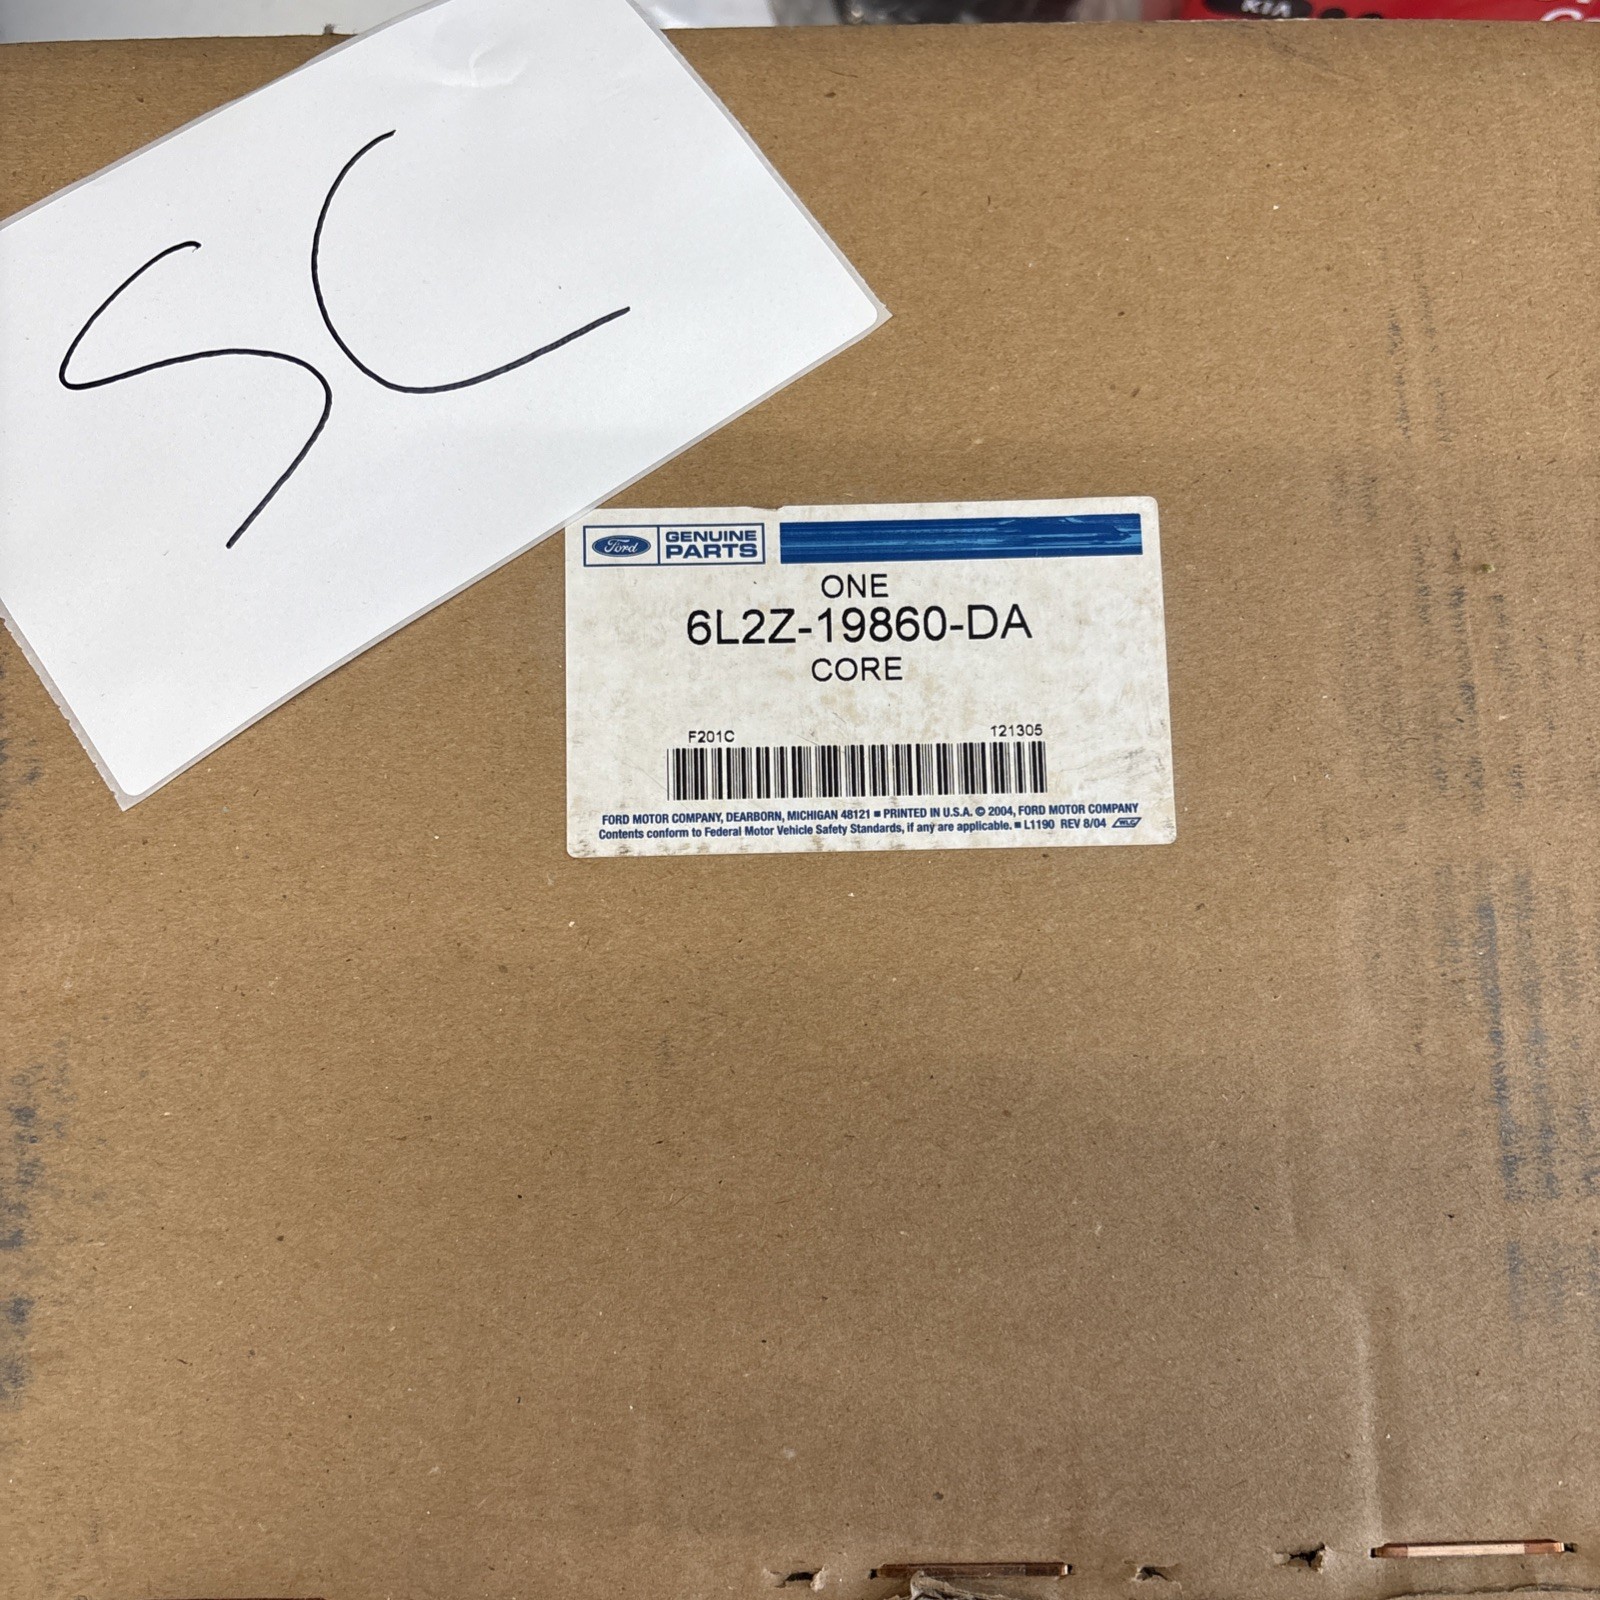 KIA
SC
Ford GENUINE PARTS
ONE
6L2Z-19860-DA
CORE
F201C 121305
FORD MOTOR COMPANY, DEARBORN, MICHIGAN 48121 ■ PRINTED IN U.S.A. © 2004, FORD MOTOR COMPANY
Contents conform to Federal Motor Vehicle Safety Standards, if any are applicable. ■ L1190 REV 8/04 WLC